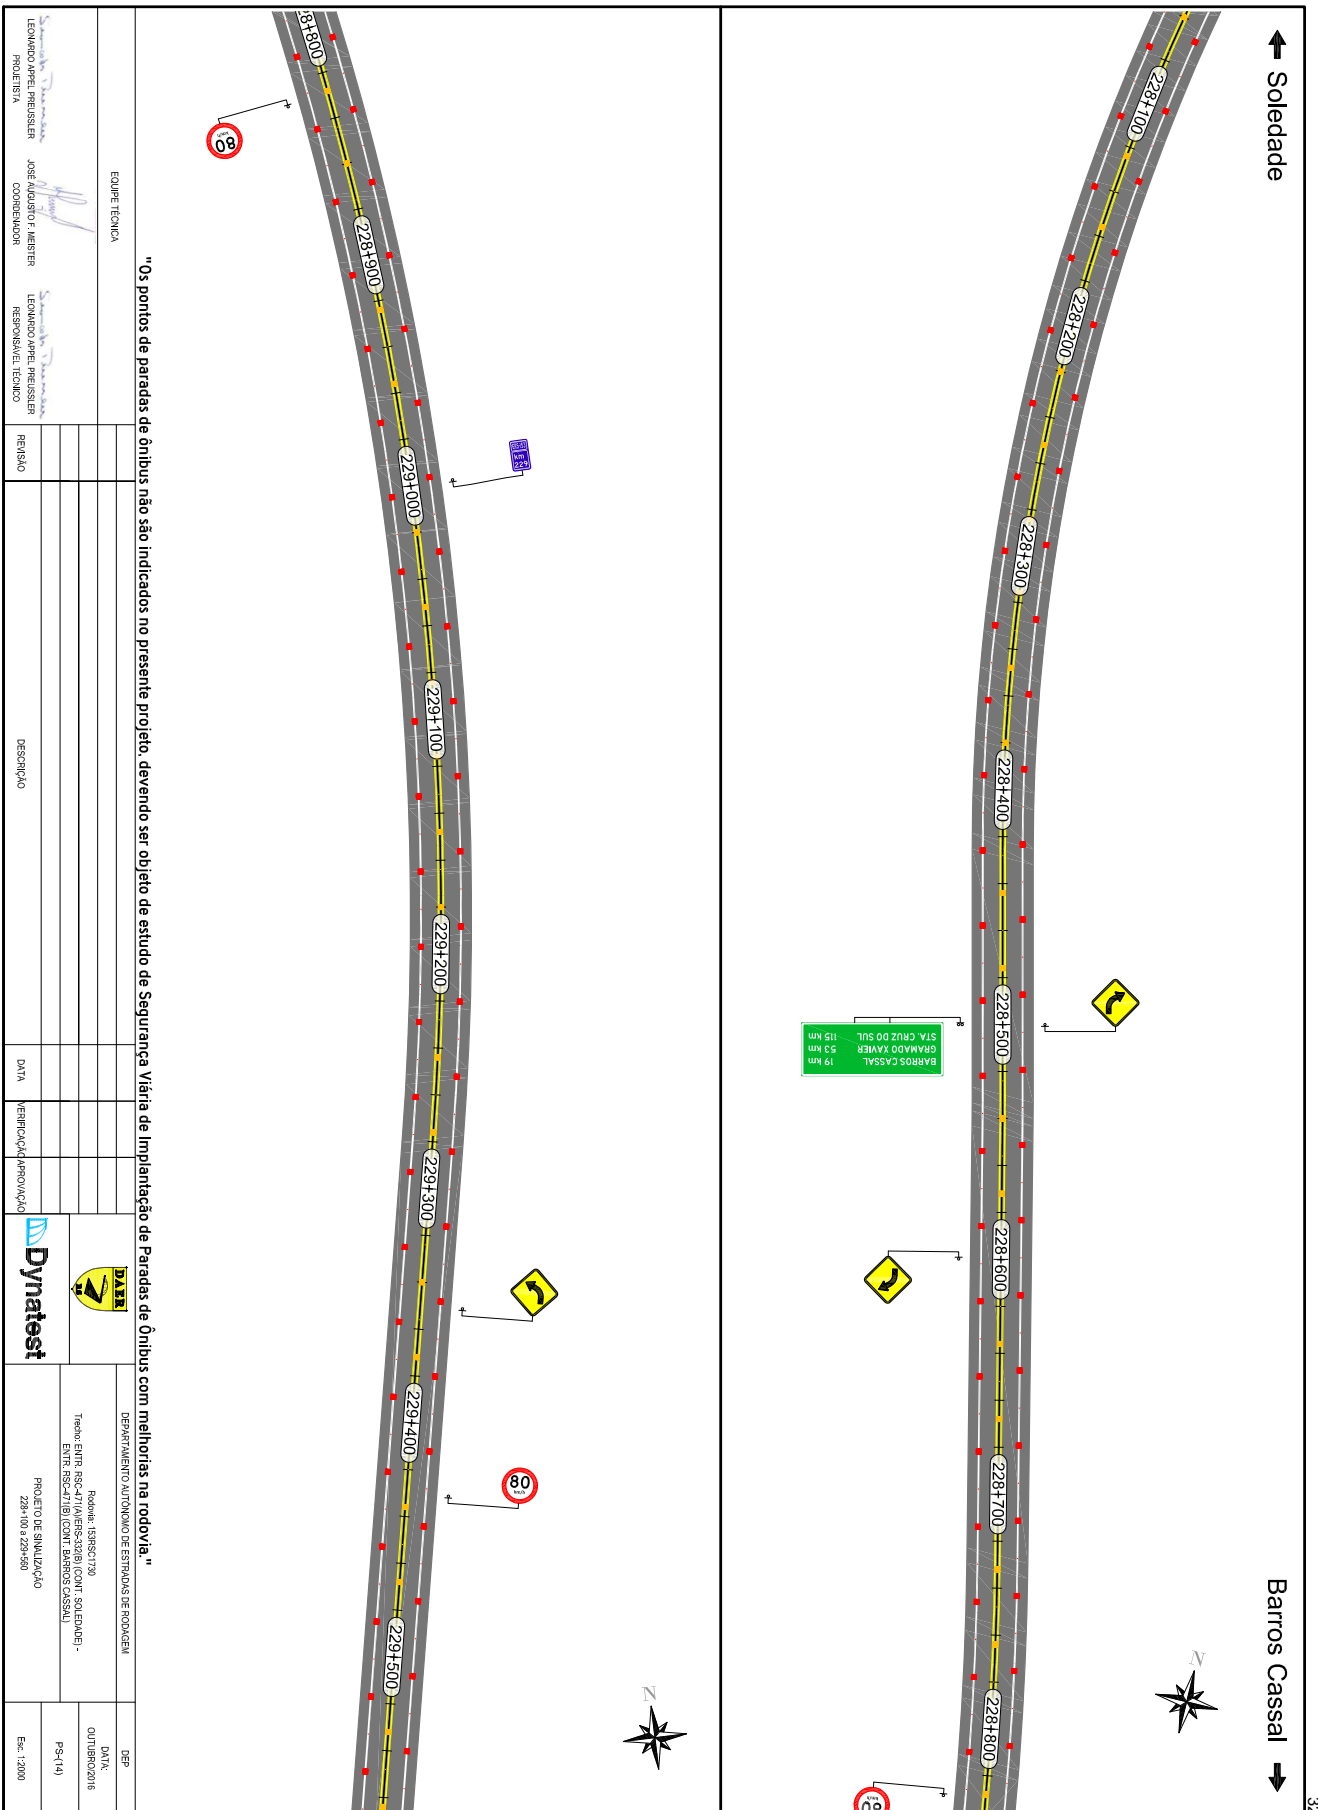 Soledade
Barros Cassal
228+100
228+200
228+300
228+400
228+500
228+600
228+700
228+800
BARROS CASSAL 19 km
GRAMADO XAVIER 53 km
STA. CRUZ DO SUL 115 km
N
228+900
229+000
229+100
229+200
229+300
229+400
229+500
80
km/h
km
229
80
km/h
N
"Os pontos de paradas de ônibus não são indicados no presente projeto, devendo ser objeto de estudo de Segurança Viária de Implantação de Paradas de Ônibus com melhorias na rodovia."
EQUIPE TÉCNICA
LEONARDO APPEL PREUSSLER
PROJETISTA
JOSÉ AUGUSTO F. MEISTER
COORDENADOR
LEONARDO APPEL PREUSSLER
RESPONSÁVEL TÉCNICO
REVISÃO
DESCRIÇÃO
DATA
VERIFICAÇÃO
APROVAÇÃO
DAER
RS
Dynatest
DEPARTAMENTO AUTÔNOMO DE ESTRADAS DE RODAGEM
Rodovia: 153RSC1730
Trecho: ENTR. RSC-471(A)/ERS-332(B) (CONT. SOLEDADE) -
ENTR. RSC-471(B) (CONT. BARROS CASSAL)
PROJETO DE SINALIZAÇÃO
228+100 a 229+560
DEP
DATA:
OUTUBRO/2016
PS-(14)
Esc. 1:2000